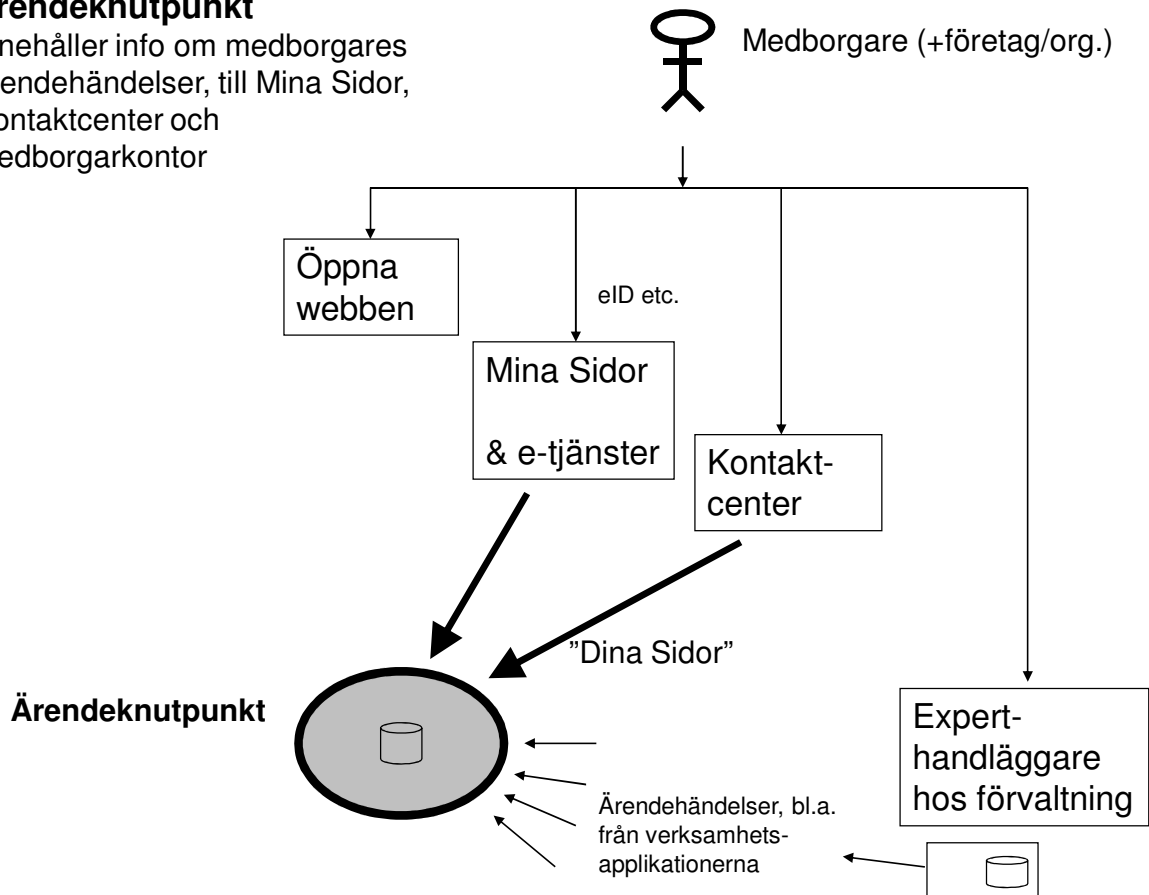 rendeknutpunkt
nehåller info om medborgares
endehändelser, till Mina Sidor,
ontaktcenter och
edborgarkontor
Medborgare (+företag/org.)
Öppna
webben
eID etc.
Mina Sidor
& e-tjänster
Kontakt-
center
”Dina Sidor”
Ärendeknutpunkt
Expert-
handläggare
hos förvaltning
Ärendehändelser, bl.a.
från verksamhets-
applikationerna